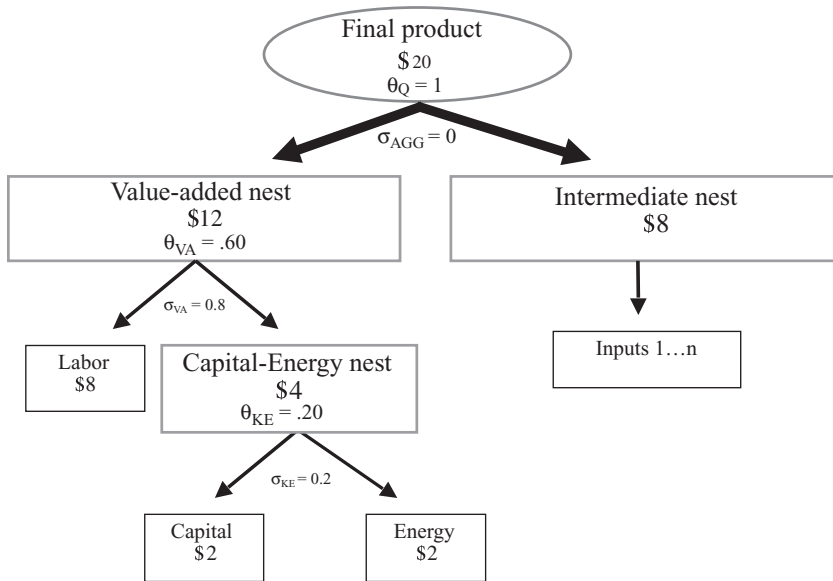 Final product
$20
θQ = 1
σAGG = 0
Value-added nest
$12
θVA = .60
Intermediate nest
$8
σVA = 0.8
Labor
$8
Capital-Energy nest
$4
θKE = .20
Inputs 1…n
σKE = 0.2
Capital
$2
Energy
$2